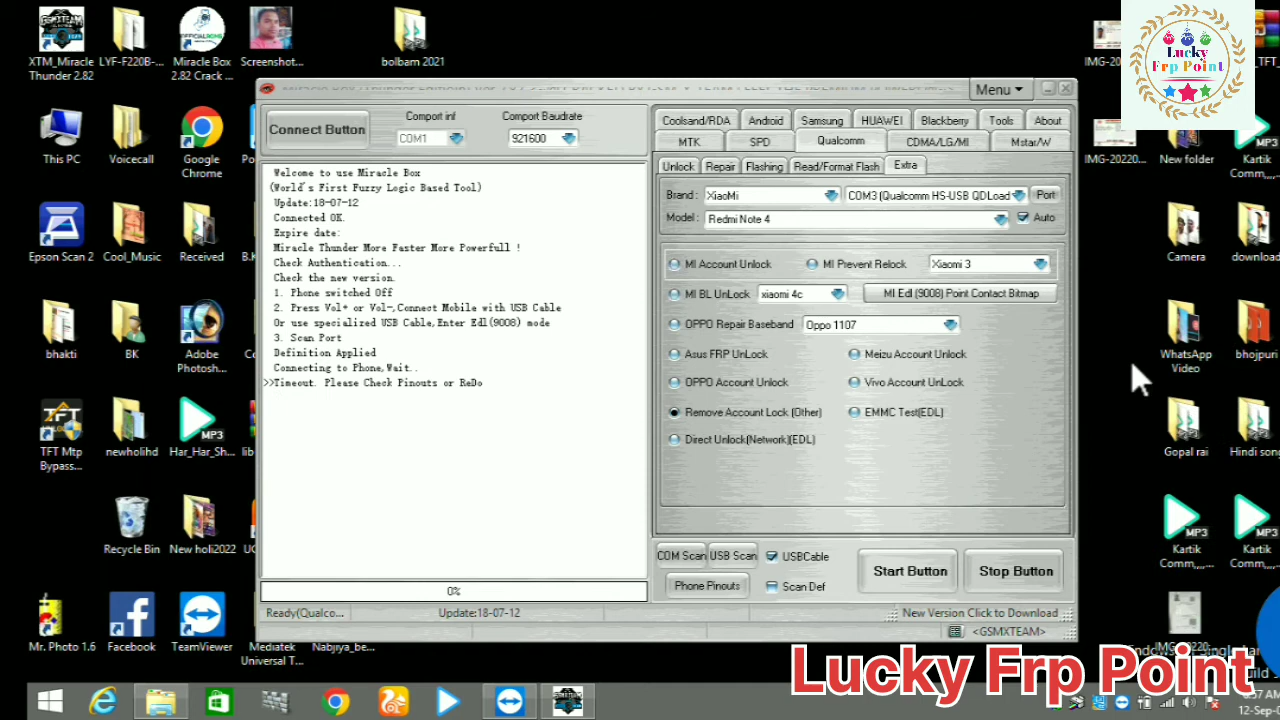 XTM_Miracle
Thunder 2.82
LYF-F220B-...
Miracle Box
2.82 Crack ...
Screenshot...
bolbam 2021
This PC
Voicecall
Google
Chrome
Epson Scan 2
Cool_Music
Received
B.K
bhakti
BK
Adobe
Photosh...
TFT Mtp
Bypass...
newholihd
Har_Har_Sh...
lib
Recycle Bin
New holi2022
Mr. Photo 1.6
Facebook
TeamViewer
Mediatek
Universal T...
Nabjiya_be...
Menu
Connect Button
Comport inf
COM1
Comport Baudrate
921600
Welcome to use Miracle Box
(World's First Fuzzy Logic Based Tool)
Update:18-07-12
Connected OK.
Expire date:
Miracle Thunder More Faster More Powerfull !
Check Authentication...
Check the new version.
1. Phone switched Off
2. Press Vol+ or Vol-,Connect Mobile with USB Cable
Or use specialized USB Cable,Enter Edl(9008) mode
3. Scan Port
Definition Applied
Connecting to Phone,Wait..
>>Timeout. Please Check Pinouts or ReDo
0%
Ready(Qualco...
Update:18-07-12
New Version Click to Download
<GSMXTEAM>
Coolsand/RDA
Android
Samsung
HUAWEI
Blackberry
Tools
About
MTK
SPD
Qualcomm
CDMA/LG/MI
Mstar/W
Unlock
Repair
Flashing
Read/Format Flash
Extra
Brand:
XiaoMi
COM3 (Qualcomm HS-USB QDLoad
Port
Model:
Redmi Note 4
Auto
MI Account Unlock
MI Prevent Relock
Xiaomi 3
MI BL UnLock
xiaomi 4c
MI Edl (9008) Point Contact Bitmap
OPPO Repair Baseband
Oppo 1107
Asus FRP UnLock
Meizu Account Unlock
OPPO Account Unlock
Vivo Account UnLock
Remove Account Lock (Other)
EMMC Test(EDL)
Direct Unlock(Network)(EDL)
COM Scan
USB Scan
USBCable
Phone Pinouts
Scan Def
Start Button
Stop Button
Lucky
Frp Point
IMG-20220...
New folder
Kartik
Comm,,,,
Camera
download
WhatsApp
Video
bhojpuri
Gopal rai
Hindi song
Kartik
Comm,,,,...
Kartik
Comm,,,,
Lucky Frp Point